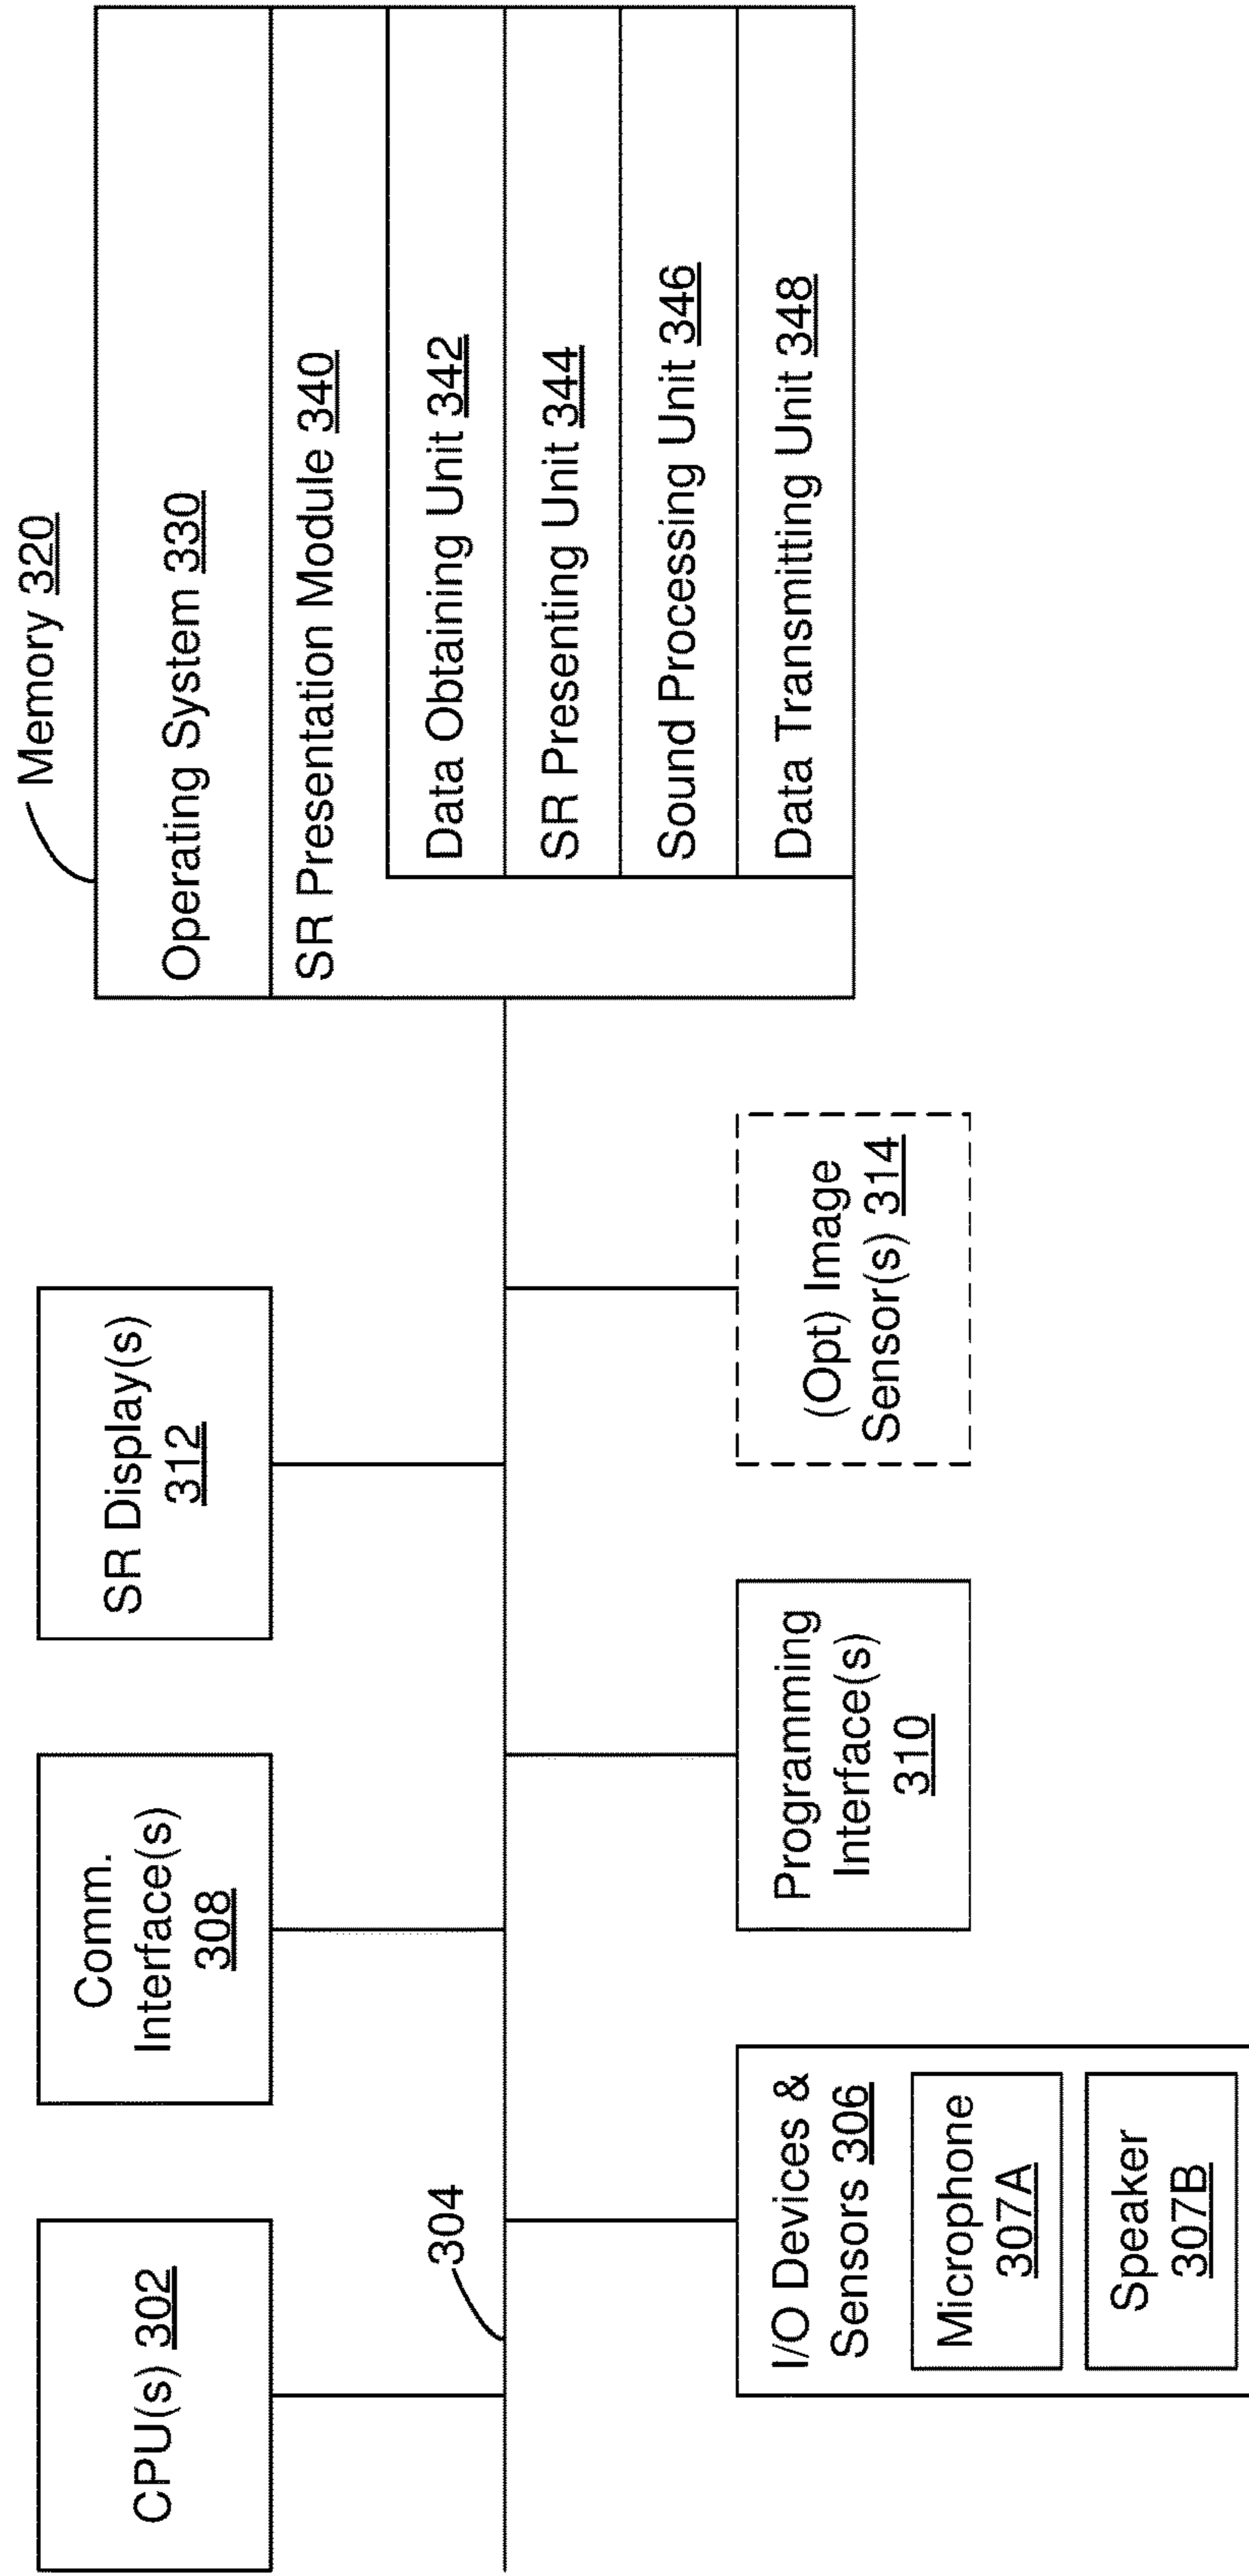 CPU(s) 302
Comm.
Interface(s)
308
SR Display(s)
312
Memory 320
Operating System 330
SR Presentation Module 340
Data Obtaining Unit 342
SR Presenting Unit 344
Sound Processing Unit 346
Data Transmitting Unit 348
304
I/O Devices &
Sensors 306
Microphone
307A
Speaker
307B
Programming
Interface(s)
310
(Opt) Image
Sensor(s) 314